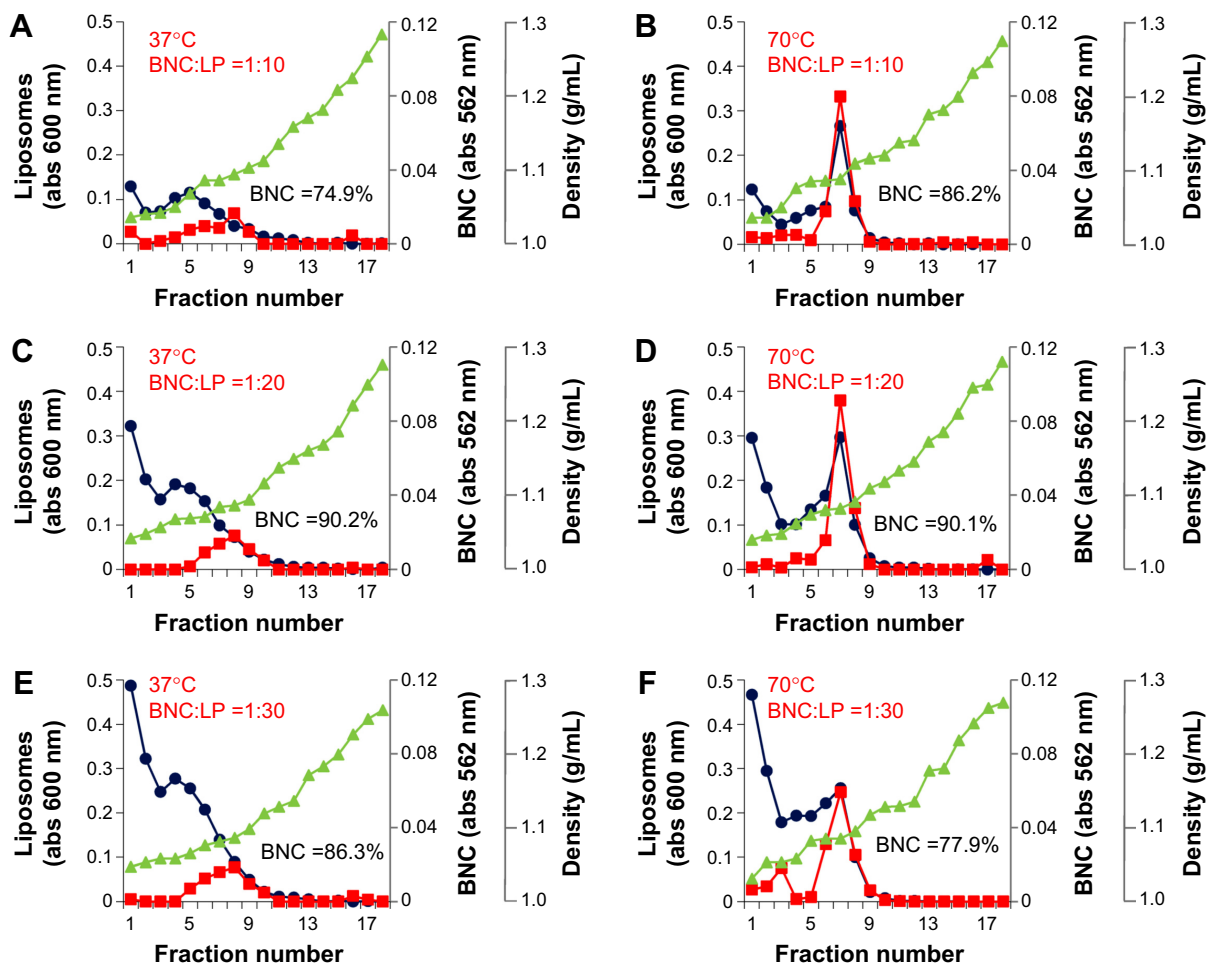 A
37°C
BNC:LP =1:10
BNC =74.9%
0.5
0.4
0.3
0.2
0.1
0
Liposomes
(abs 600 nm)
1 5 9 13 17
Fraction number
0.12
0.08
0.04
0
BNC (abs 562 nm)
1.3
1.2
1.1
1.0
Density (g/mL)
B
70°C
BNC:LP =1:10
BNC =86.2%
0.5
0.4
0.3
0.2
0.1
0
Liposomes
(abs 600 nm)
1 5 9 13 17
Fraction number
0.12
0.08
0.04
0
BNC (abs 562 nm)
1.3
1.2
1.1
1.0
Density (g/mL)
C
37°C
BNC:LP =1:20
BNC =90.2%
0.5
0.4
0.3
0.2
0.1
0
Liposomes
(abs 600 nm)
1 5 9 13 17
Fraction number
0.12
0.08
0.04
0
BNC (abs 562 nm)
1.3
1.2
1.1
1.0
Density (g/mL)
D
70°C
BNC:LP =1:20
BNC =90.1%
0.5
0.4
0.3
0.2
0.1
0
Liposomes
(abs 600 nm)
1 5 9 13 17
Fraction number
0.12
0.08
0.04
0
BNC (abs 562 nm)
1.3
1.2
1.1
1.0
Density (g/mL)
E
37°C
BNC:LP =1:30
BNC =86.3%
0.5
0.4
0.3
0.2
0.1
0
Liposomes
(abs 600 nm)
1 5 9 13 17
Fraction number
0.12
0.08
0.04
0
BNC (abs 562 nm)
1.3
1.2
1.1
1.0
Density (g/mL)
F
70°C
BNC:LP =1:30
BNC =77.9%
0.5
0.4
0.3
0.2
0.1
0
Liposomes
(abs 600 nm)
1 5 9 13 17
Fraction number
0.12
0.08
0.04
0
BNC (abs 562 nm)
1.3
1.2
1.1
1.0
Density (g/mL)